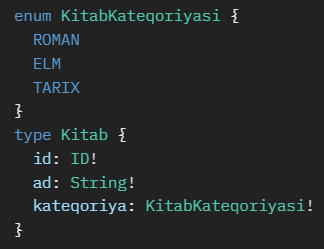 enum KitabKateqoriyasi {
  ROMAN
  ELM
  TARIX
}
type Kitab {
  id: ID!
  ad: String!
  kateqoriya: KitabKateqoriyasi!
}